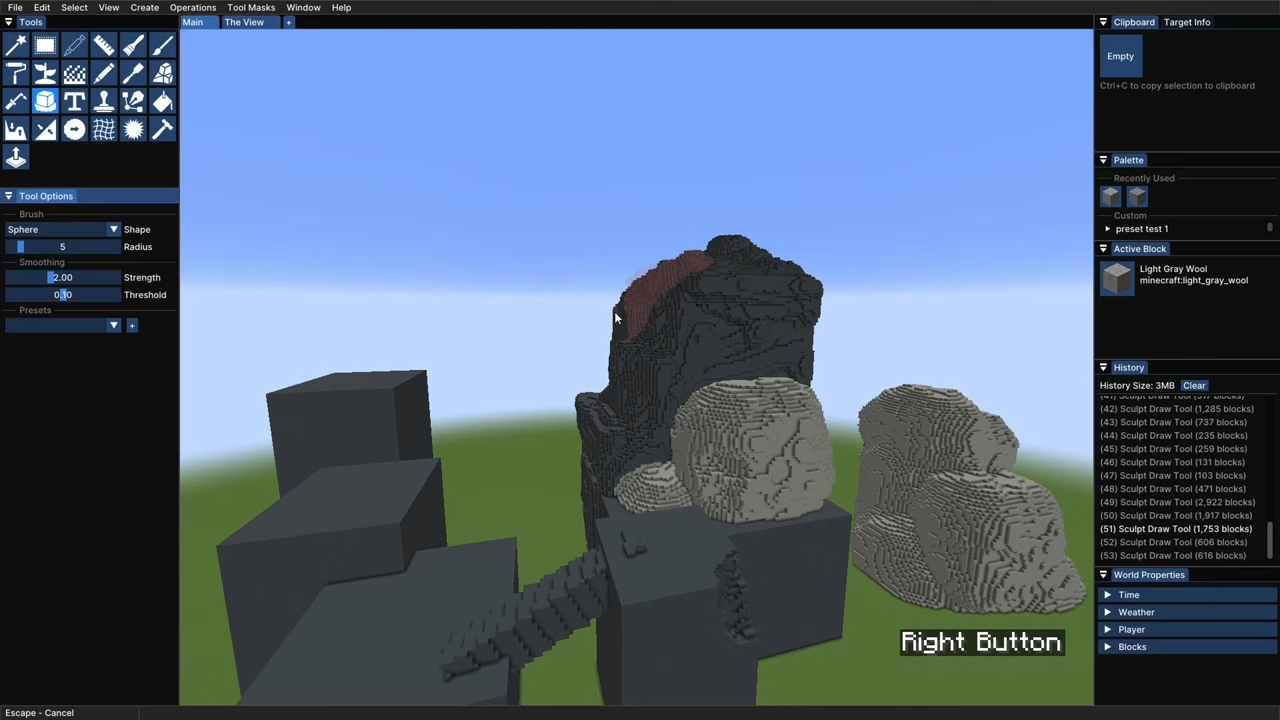 File Edit Select View Create Operations Tool Masks Window Help
Tools
Tool Options
Brush
Sphere Shape
5 Radius
Smoothing
2.00 Strength
0.10 Threshold
Presets
+
Main The View +
Clipboard Target Info
Empty
Ctrl+C to copy selection to clipboard
Palette
Recently Used
Custom
preset test 1
Active Block
Light Gray Wool
minecraft:light_gray_wool
History
History Size: 3MB Clear
(41) Sculpt Draw Tool (317 blocks)
(42) Sculpt Draw Tool (1,285 blocks)
(43) Sculpt Draw Tool (737 blocks)
(44) Sculpt Draw Tool (235 blocks)
(45) Sculpt Draw Tool (259 blocks)
(46) Sculpt Draw Tool (131 blocks)
(47) Sculpt Draw Tool (103 blocks)
(48) Sculpt Draw Tool (471 blocks)
(49) Sculpt Draw Tool (2,922 blocks)
(50) Sculpt Draw Tool (1,917 blocks)
(51) Sculpt Draw Tool (1,753 blocks)
(52) Sculpt Draw Tool (606 blocks)
(53) Sculpt Draw Tool (616 blocks)
World Properties
Time
Weather
Player
Blocks
Right Button
Escape - Cancel